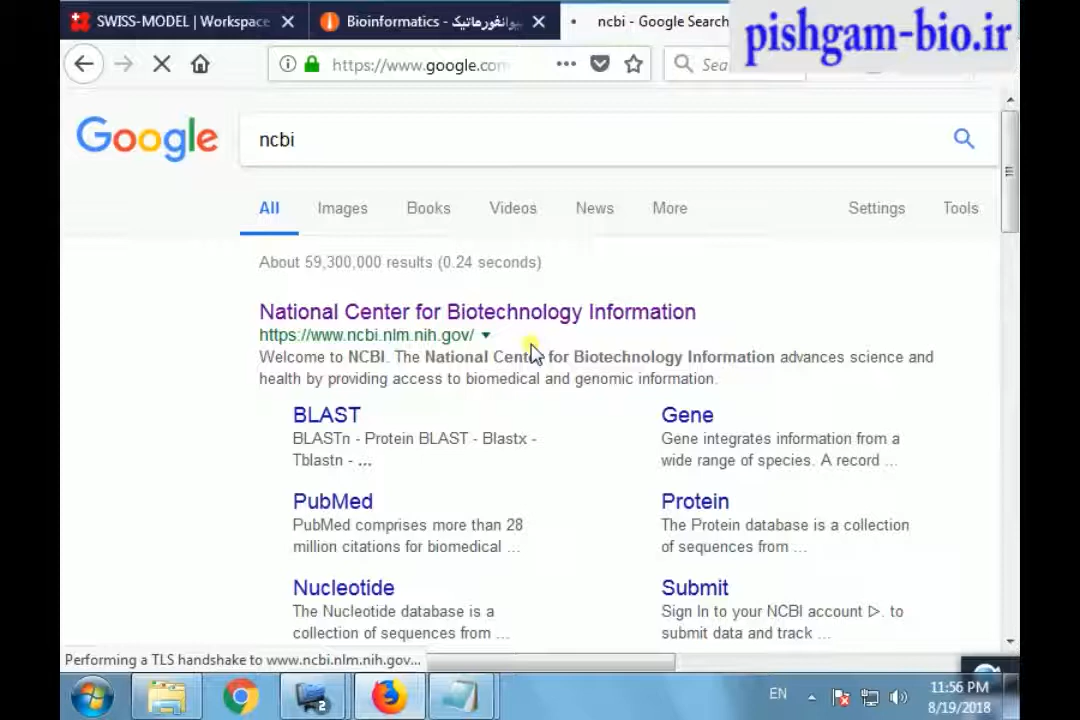 SWISS-MODEL | Workspace
Bioinformatics -
ncbi - Google Search
pishgam-bio.ir
https://www.google.com
Sea
Google
ncbi
All Images Books Videos News More Settings Tools
About 59,300,000 results (0.24 seconds)
National Center for Biotechnology Information
https://www.ncbi.nlm.nih.gov/
Welcome to NCBI. The National Center for Biotechnology Information advances science and
health by providing access to biomedical and genomic information.
BLAST
BLASTn - Protein BLAST - Blastx -
Tblastn - ...
Gene
Gene integrates information from a
wide range of species. A record ...
PubMed
PubMed comprises more than 28
million citations for biomedical ...
Protein
The Protein database is a collection
of sequences from ...
Nucleotide
The Nucleotide database is a
collection of sequences from ...
Submit
Sign In to your NCBI account ▷. to
submit data and track ...
Performing a TLS handshake to www.ncbi.nlm.nih.gov...
2
EN
11:56 PM
8/19/2018